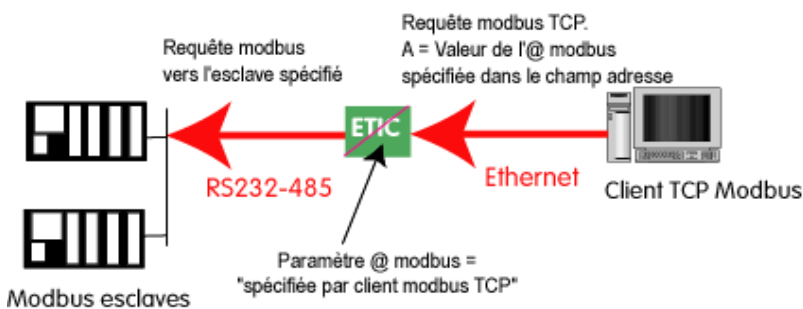 Requête modbus TCP.
A = Valeur de l'@ modbus
spécifiée dans le champ adresse
Requête modbus
vers l'esclave spécifié
ETIC
RS232-485
Ethernet
Client TCP Modbus
Paramètre @ modbus =
"spécifiée par client modbus TCP"
Modbus esclaves